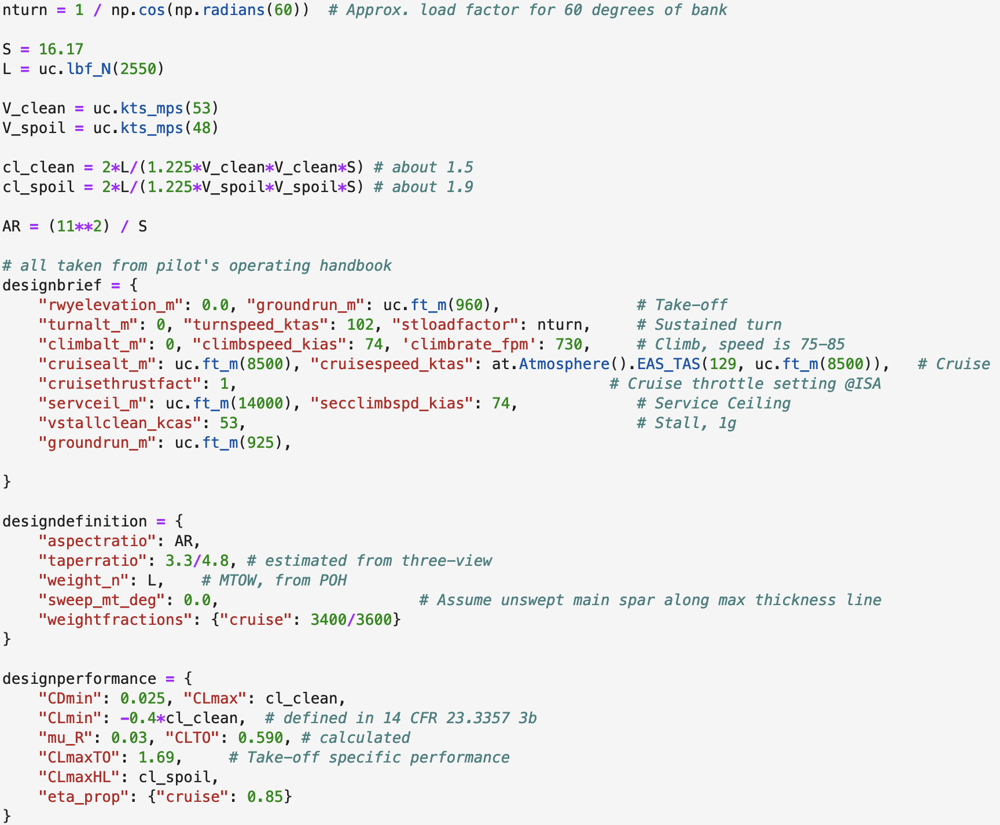 nturn = 1 / np.cos(np.radians(60))  # Approx. load factor for 60 degrees of bank

S = 16.17
L = uc.lbf_N(2550)

V_clean = uc.kts_mps(53)
V_spoil = uc.kts_mps(48)

cl_clean = 2*L/(1.225*V_clean*V_clean*S) # about 1.5
cl_spoil = 2*L/(1.225*V_spoil*V_spoil*S) # about 1.9

AR = (11**2) / S

# all taken from pilot's operating handbook
designbrief = {
    "rwyelevation_m": 0.0, "groundrun_m": uc.ft_m(960),               # Take-off
    "turnalt_m": 0, "turnspeed_ktas": 102, "stloadfactor": nturn,     # Sustained turn
    "climbalt_m": 0, "climbspeed_kias": 74, 'climbrate_fpm': 730,     # Climb, speed is 75-85
    "cruisealt_m": uc.ft_m(8500), "cruisespeed_ktas": at.Atmosphere().EAS_TAS(129, uc.ft_m(8500)),   # Cruise
    "cruisethrustfact": 1,                                         # Cruise throttle setting @ISA
    "servceil_m": uc.ft_m(14000), "secclimbspd_kias": 74,             # Service Ceiling
    "vstallclean_kcas": 53,                                           # Stall, 1g
    "groundrun_m": uc.ft_m(925),

}

designdefinition = {
    "aspectratio": AR,
    "taperratio": 3.3/4.8, # estimated from three-view
    "weight_n": L,    # MTOW, from POH
    "sweep_mt_deg": 0.0,                      # Assume unswept main spar along max thickness line
    "weightfractions": {"cruise": 3400/3600}
}

designperformance = {
    "CDmin": 0.025, "CLmax": cl_clean,
    "CLmin": -0.4*cl_clean,  # defined in 14 CFR 23.3357 3b
    "mu_R": 0.03, "CLTO": 0.590, # calculated
    "CLmaxTO": 1.69,     # Take-off specific performance
    "CLmaxHL": cl_spoil,
    "eta_prop": {"cruise": 0.85}
}